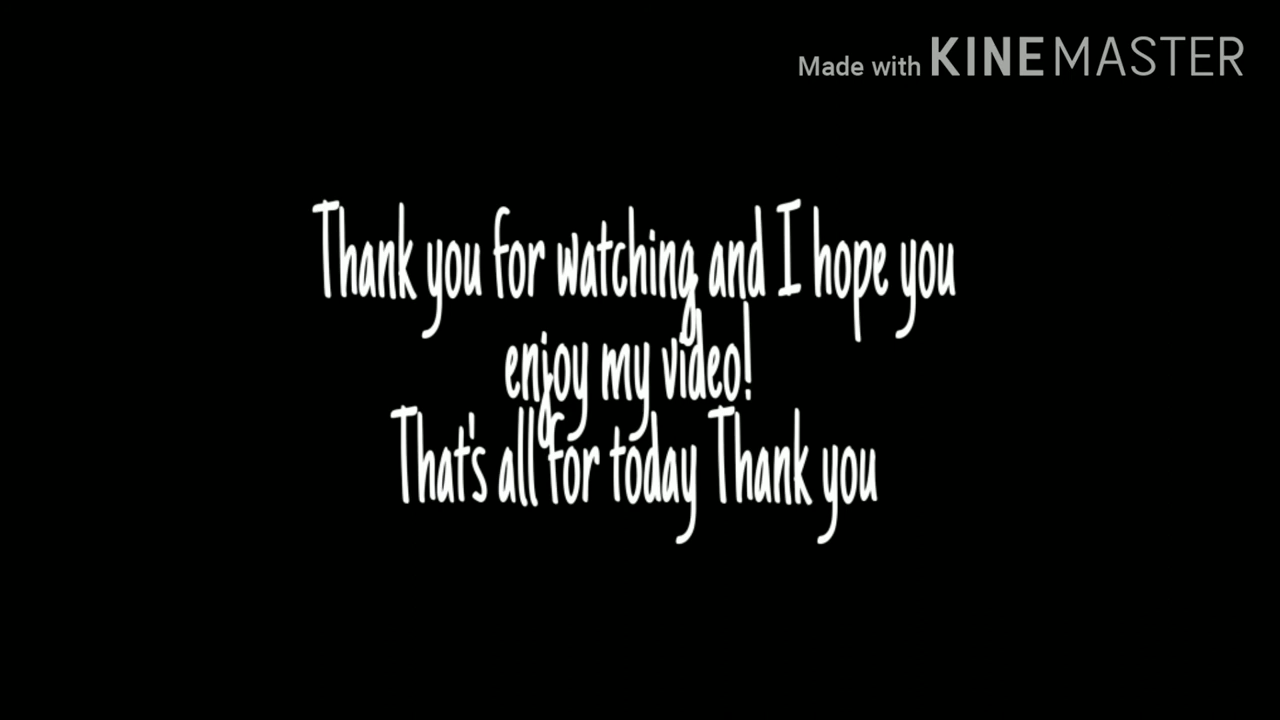 Made with KINEMASTER
Thank you for watching and I hope you
enjoy my video!
That's all for today Thank you